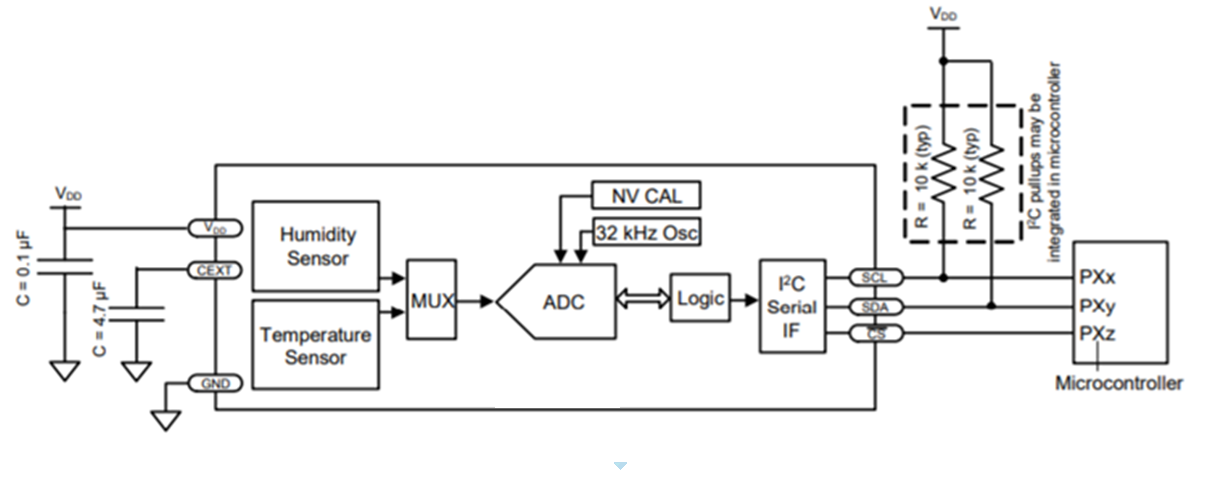 VDD
C = 0.1 µF
C = 4.7 µF
VDD
CEXT
GND
Humidity
Sensor
Temperature
Sensor
MUX
NV CAL
32 kHz Osc
ADC
Logic
I²C
Serial
IF
SCL
SDA
CS
VDD
R = 10 k (typ)
R = 10 k (typ)
I²C pullups may be
integrated in microcontroller
PXx
PXy
PXz
Microcontroller